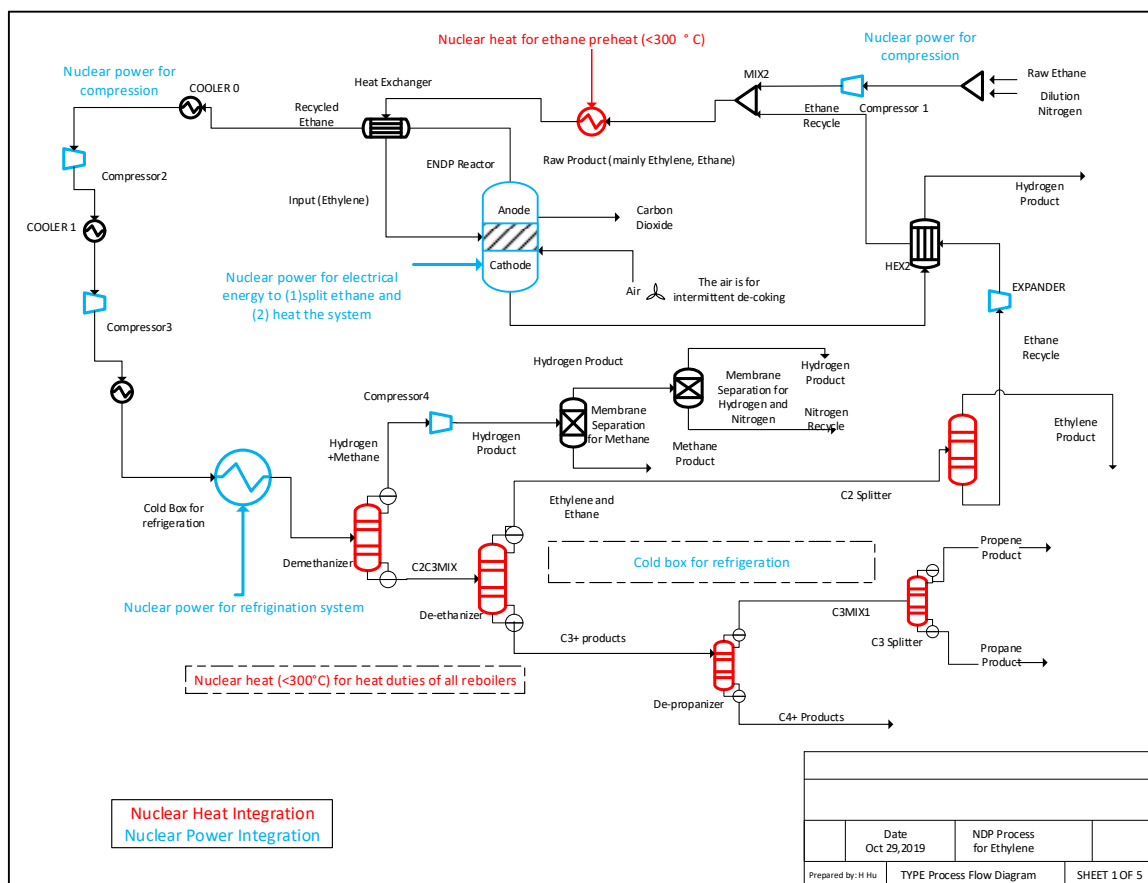 Nuclear heat for ethane preheat (<300 ° C)
Nuclear power for
compression
Nuclear power for
compression
COOLER 0
Heat Exchanger
MIX2
Raw Ethane
Dilution
Nitrogen
Compressor 1
Recycled
Ethane
Ethane
Recycle
ENDP Reactor
Raw Product (mainly Ethylene, Ethane)
Compressor2
Hydrogen
Product
Input (Ethylene)
Anode
Carbon
Dioxide
COOLER 1
Cathode
HEX2
Nuclear power for electrical
energy to (1)split ethane and
(2) heat the system
Air
The air is for
intermittent de-coking
EXPANDER
Compressor3
Ethane
Recycle
Hydrogen Product
Hydrogen
Product
Compressor4
Membrane
Separation
for Methane
Membrane
Separation for
Hydrogen and
Nitrogen
Nitrogen
Recycle
Hydrogen
+Methane
Hydrogen
Product
Methane
Product
Ethylene
Product
Cold Box for
refrigeration
Ethylene and
Ethane
C2 Splitter
Demethanizer
C2C3MIX
Cold box for refrigeration
Propene
Product
Nuclear power for refrigination system
De-ethanizer
C3MIX1
C3+ products
C3 Splitter
Propane
Product
Nuclear heat (<300°C) for heat duties of all reboilers
De-propanizer
C4+ Products
Nuclear Heat Integration
Nuclear Power Integration
Date
Oct 29,2019
NDP Process
for Ethylene
Prepared by: H Hu
TYPE Process Flow Diagram
SHEET 1 OF 5